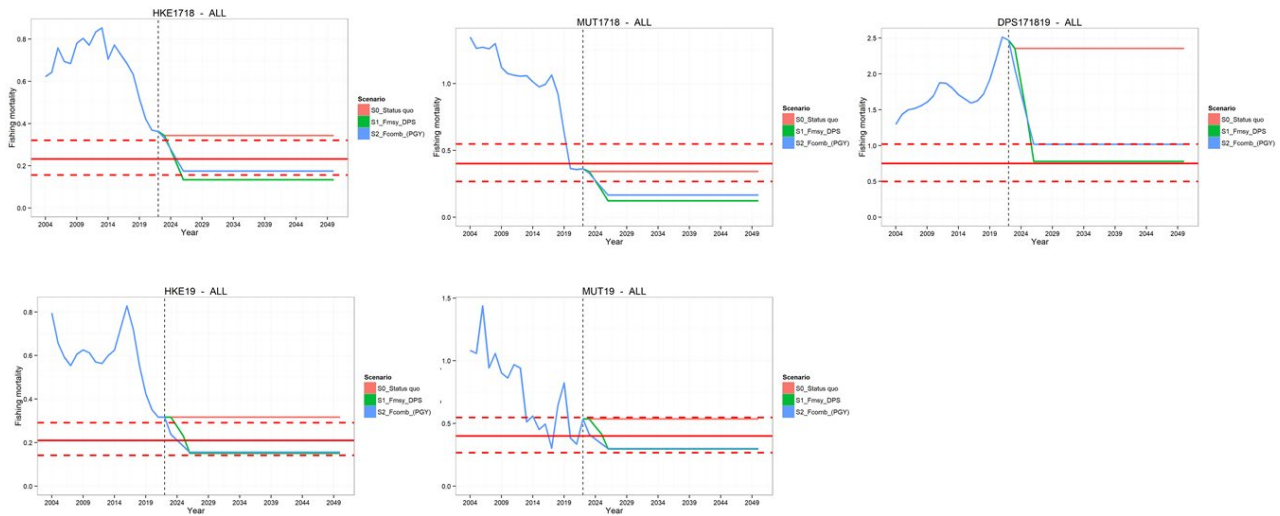 HKE1718 - ALL
Fishing mortality
0.8
0.6
0.4
0.2
0.0
2004 2009 2014 2019 2024 2029 2034 2039 2044 2049
Year
Scenario
S0_Status quo
S1_Fmsy_DPS
S2_Fcomb_(PGY)
MUT1718 - ALL
Fishing mortality
1.0
0.5
0.0
2004 2009 2014 2019 2024 2029 2034 2039 2044 2049
Year
Scenario
S0_Status quo
S1_Fmsy_DPS
S2_Fcomb_(PGY)
DPS171819 - ALL
Fishing mortality
2.5
2.0
1.5
1.0
0.5
0.0
2004 2009 2014 2019 2024 2029 2034 2039 2044 2049
Year
Scenario
S0_Status quo
S1_Fmsy_DPS
S2_Fcomb_(PGY)
HKE19 - ALL
Fishing mortality
0.8
0.6
0.4
0.2
0.0
2004 2009 2014 2019 2024 2029 2034 2039 2044 2049
Year
Scenario
S0_Status quo
S1_Fmsy_DPS
S2_Fcomb_(PGY)
MUT19 - ALL
1.5
1.0
0.5
0.0
2004 2009 2014 2019 2024 2029 2034 2039 2044 2049
Year
Scenario
S0_Status quo
S1_Fmsy_DPS
S2_Fcomb_(PGY)